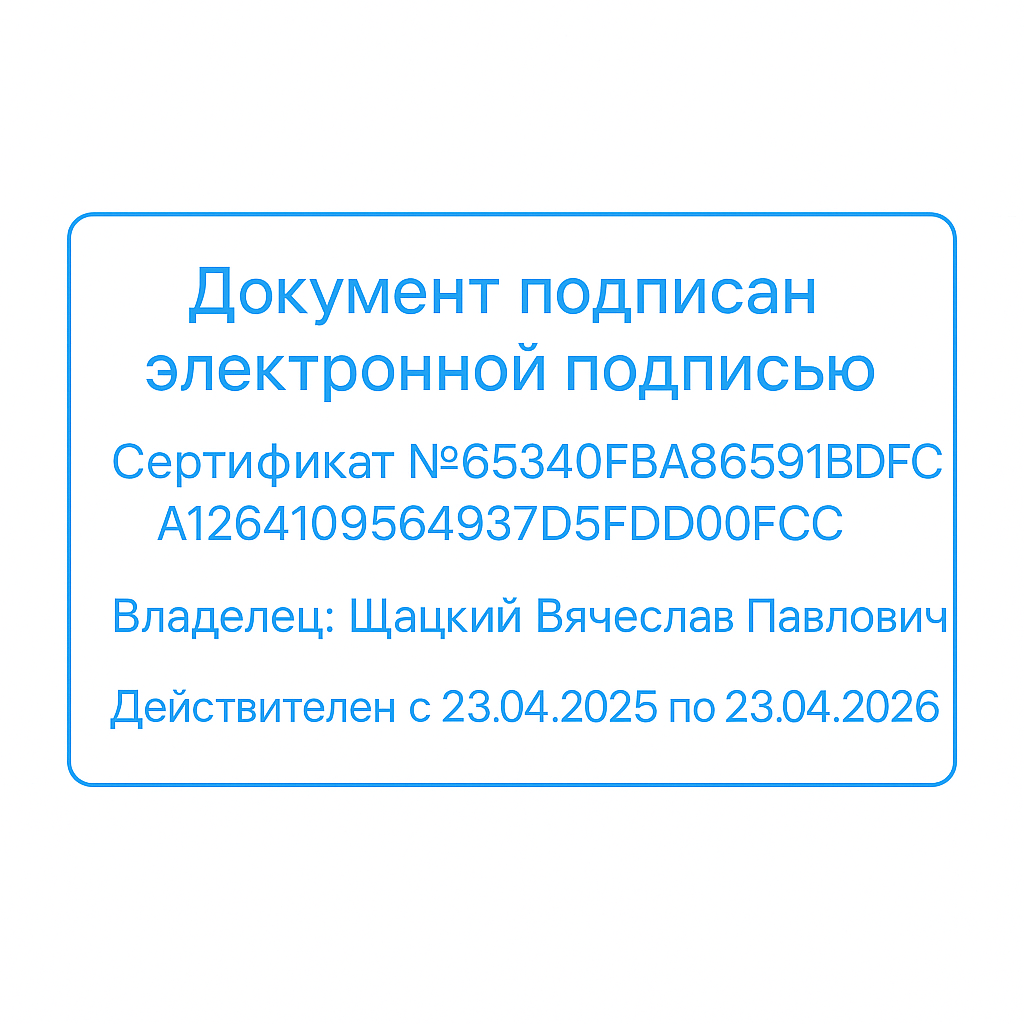 Документ подписан
электронной подписью
Сертификат №65340FBA86591BDFC
A1264109564937D5FDD00FCC
Владелец: Щацкий Вячеслав Павлович
Действителен с 23.04.2025 по 23.04.2026